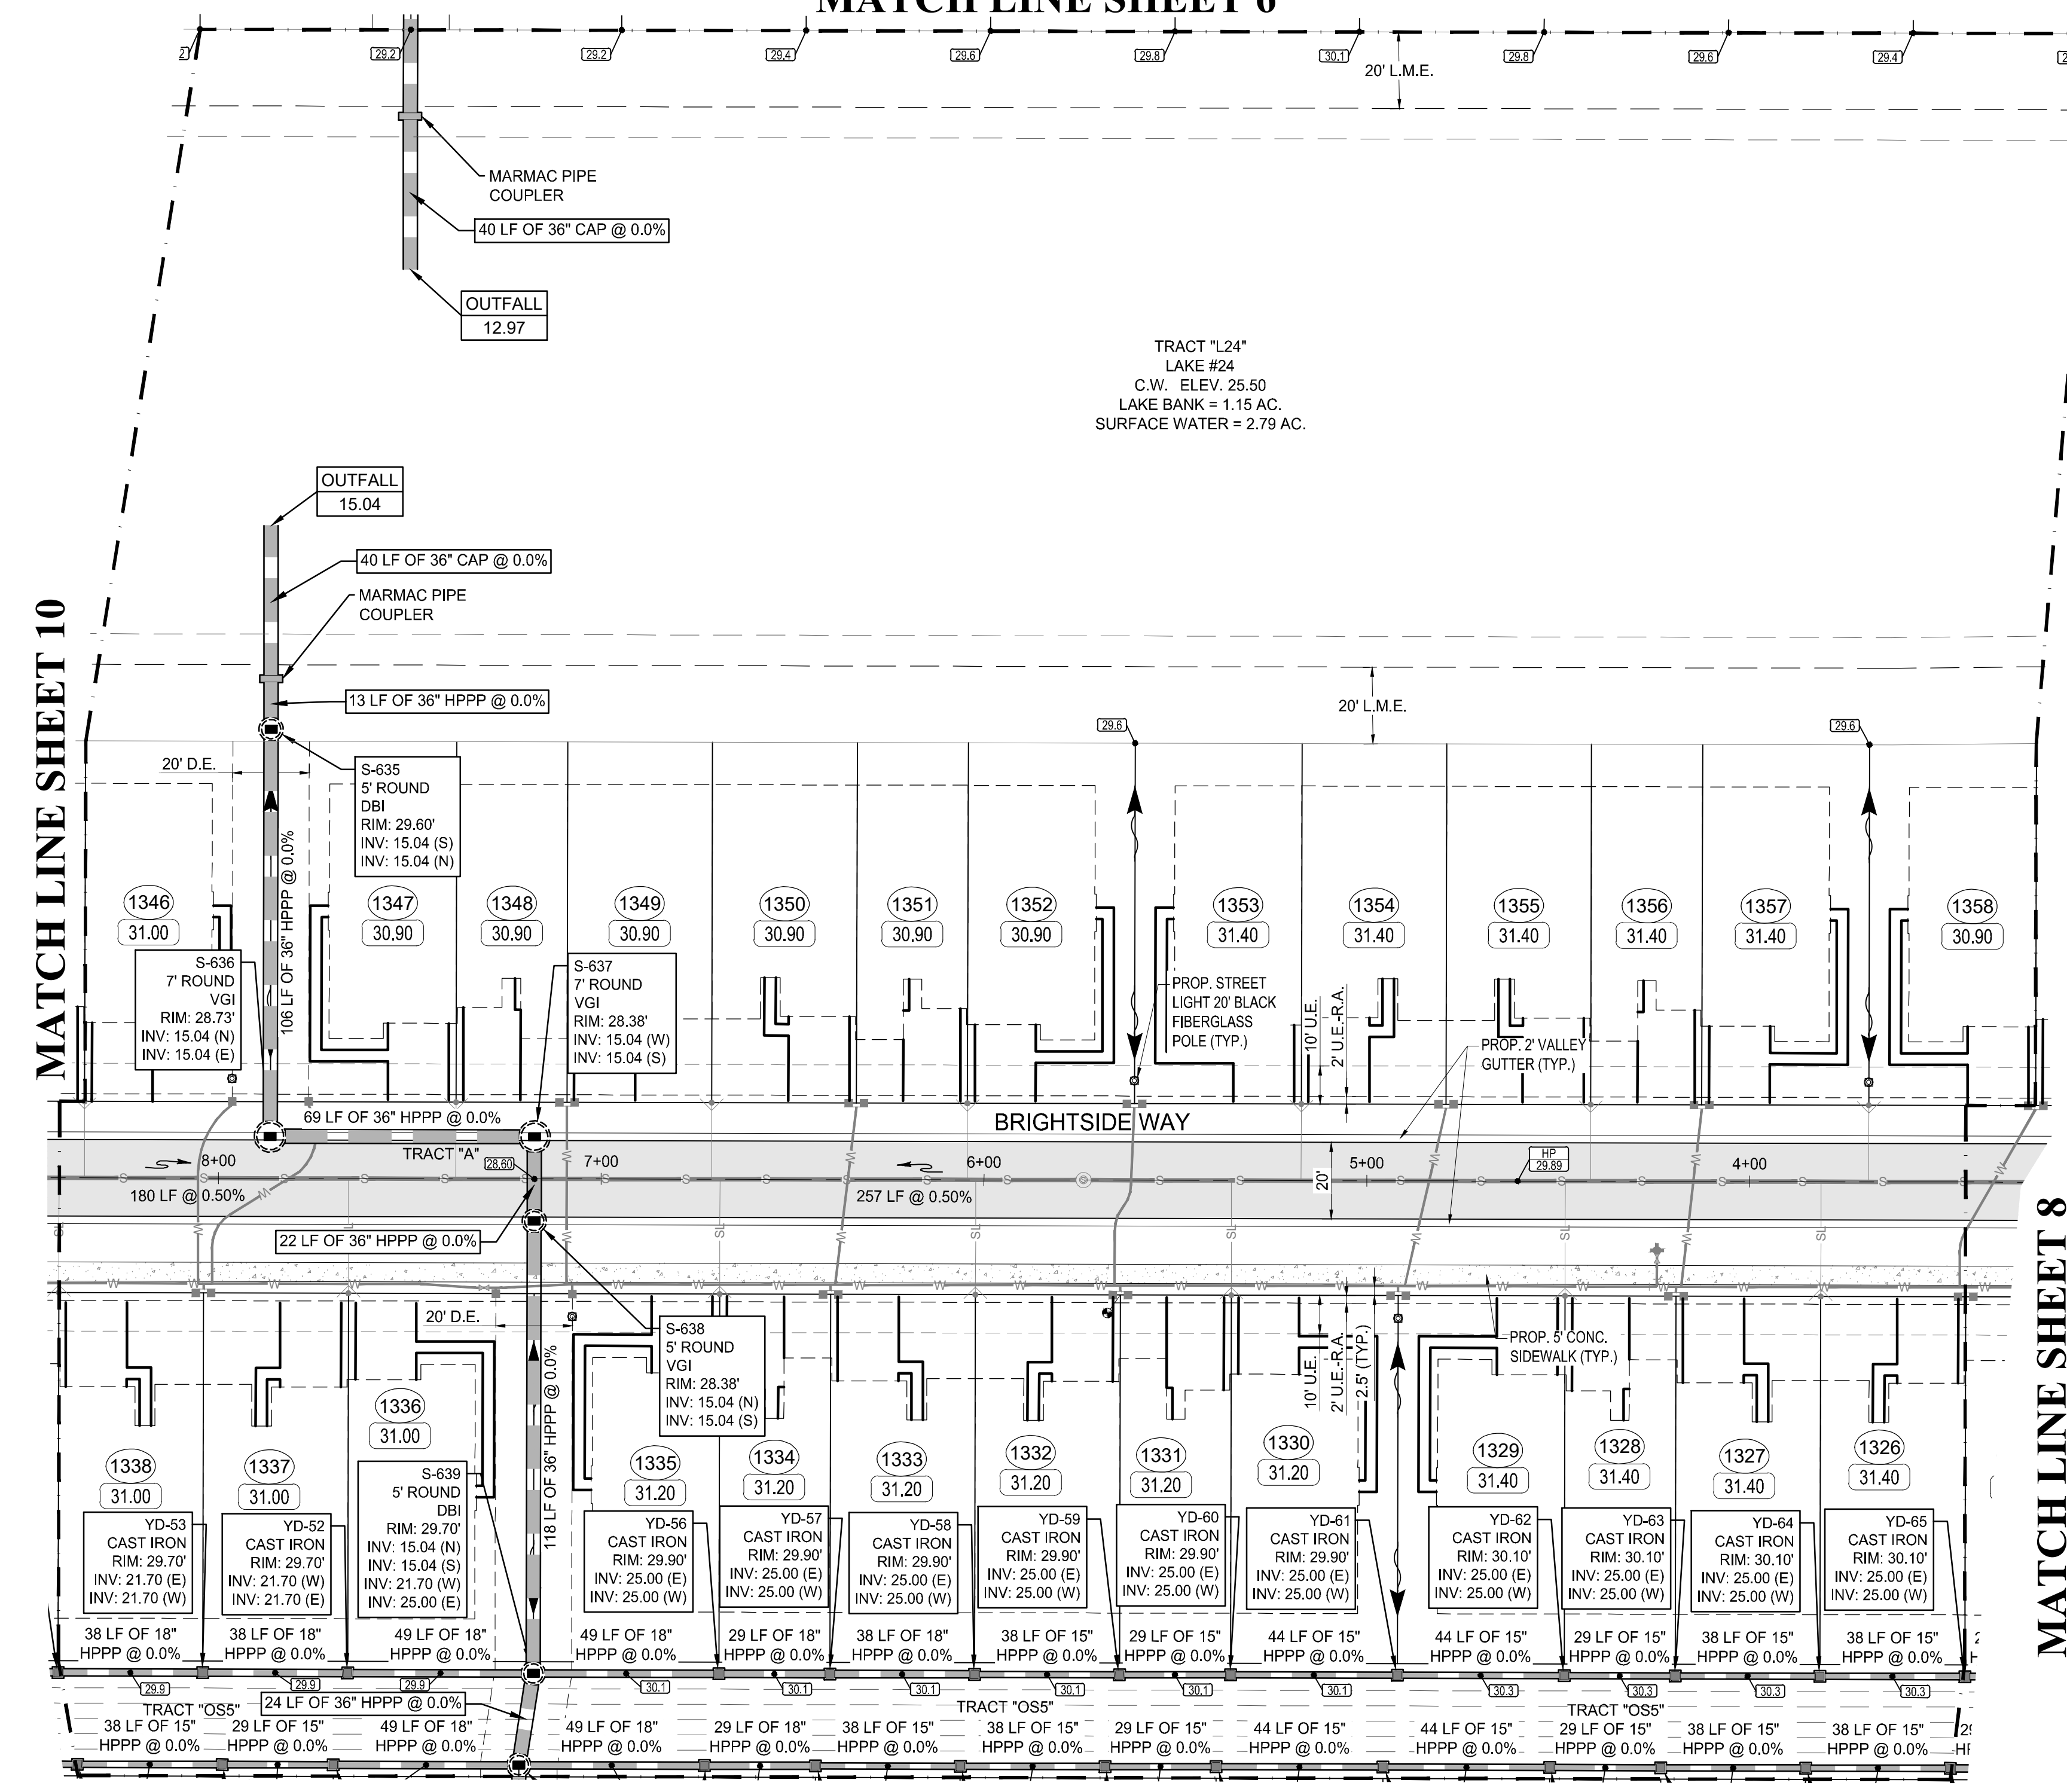 MATCH LINE SHEET 6
29.2
29.2
29.4
29.6
29.8
30.1
29.8
29.6
29.4
20' L.M.E.
MARMAC PIPE
COUPLER
40 LF OF 36" CAP @ 0.0%
OUTFALL
12.97
TRACT "L24"
LAKE #24
C.W. ELEV. 25.50
LAKE BANK = 1.15 AC.
SURFACE WATER = 2.79 AC.
OUTFALL
15.04
40 LF OF 36" CAP @ 0.0%
MARMAC PIPE
COUPLER
13 LF OF 36" HPPP @ 0.0%
MATCH LINE SHEET 10
20' L.M.E.
29.6
29.6
20' D.E.
S-635
5' ROUND
DBI
RIM: 29.60'
INV: 15.04 (S)
INV: 15.04 (N)
106 LF OF 36" HPPP @ 0.0%
1346
31.00
1347
30.90
1348
30.90
1349
30.90
1350
30.90
1351
30.90
1352
30.90
1353
31.40
1354
31.40
1355
31.40
1356
31.40
1357
31.40
1358
30.90
S-636
7' ROUND
VGI
RIM: 28.73'
INV: 15.04 (N)
INV: 15.04 (E)
S-637
7' ROUND
VGI
RIM: 28.38'
INV: 15.04 (W)
INV: 15.04 (S)
PROP. STREET
LIGHT 20' BLACK
FIBERGLASS
POLE (TYP.)
10' U.E.
2' U.E.-R.A.
PROP. 2' VALLEY
GUTTER (TYP.)
69 LF OF 36" HPPP @ 0.0%
BRIGHTSIDE WAY
TRACT "A"
28.60
8+00
7+00
6+00
5+00
4+00
HP
29.89
20'
180 LF @ 0.50%
257 LF @ 0.50%
22 LF OF 36" HPPP @ 0.0%
MATCH LINE SHEET 8
20' D.E.
S-638
5' ROUND
VGI
RIM: 28.38'
INV: 15.04 (N)
INV: 15.04 (S)
118 LF OF 36" HPPP @ 0.0%
10' U.E.
2' U.E.-R.A.
2.5' (TYP.)
PROP. 5' CONC.
SIDEWALK (TYP.)
1338
31.00
1337
31.00
1336
31.00
1335
31.20
1334
31.20
1333
31.20
1332
31.20
1331
31.20
1330
31.20
1329
31.40
1328
31.40
1327
31.40
1326
31.40
YD-53
CAST IRON
RIM: 29.70'
INV: 21.70 (E)
INV: 21.70 (W)
YD-52
CAST IRON
RIM: 29.70'
INV: 21.70 (W)
INV: 21.70 (E)
S-639
5' ROUND
DBI
RIM: 29.70'
INV: 15.04 (N)
INV: 15.04 (S)
INV: 21.70 (W)
INV: 25.00 (E)
YD-56
CAST IRON
RIM: 29.90'
INV: 25.00 (E)
INV: 25.00 (W)
YD-57
CAST IRON
RIM: 29.90'
INV: 25.00 (E)
INV: 25.00 (W)
YD-58
CAST IRON
RIM: 29.90'
INV: 25.00 (E)
INV: 25.00 (W)
YD-59
CAST IRON
RIM: 29.90'
INV: 25.00 (E)
INV: 25.00 (W)
YD-60
CAST IRON
RIM: 29.90'
INV: 25.00 (E)
INV: 25.00 (W)
YD-61
CAST IRON
RIM: 29.90'
INV: 25.00 (E)
INV: 25.00 (W)
YD-62
CAST IRON
RIM: 30.10'
INV: 25.00 (E)
INV: 25.00 (W)
YD-63
CAST IRON
RIM: 30.10'
INV: 25.00 (E)
INV: 25.00 (W)
YD-64
CAST IRON
RIM: 30.10'
INV: 25.00 (E)
INV: 25.00 (W)
YD-65
CAST IRON
RIM: 30.10'
INV: 25.00 (E)
INV: 25.00 (W)
38 LF OF 18"
HPPP @ 0.0%
38 LF OF 18"
HPPP @ 0.0%
49 LF OF 18"
HPPP @ 0.0%
49 LF OF 18"
HPPP @ 0.0%
29 LF OF 18"
HPPP @ 0.0%
38 LF OF 18"
HPPP @ 0.0%
38 LF OF 15"
HPPP @ 0.0%
29 LF OF 15"
HPPP @ 0.0%
44 LF OF 15"
HPPP @ 0.0%
44 LF OF 15"
HPPP @ 0.0%
29 LF OF 15"
HPPP @ 0.0%
38 LF OF 15"
HPPP @ 0.0%
38 LF OF 15"
HPPP @ 0.0%
29.9
29.9
29.9
30.1
30.1
30.1
30.1
30.1
30.1
30.3
30.3
30.3
30.3
24 LF OF 36" HPPP @ 0.0%
TRACT "OS5"
TRACT "OS5"
TRACT "OS5"
38 LF OF 15"
HPPP @ 0.0%
29 LF OF 15"
HPPP @ 0.0%
49 LF OF 18"
HPPP @ 0.0%
49 LF OF 18"
HPPP @ 0.0%
29 LF OF 18"
HPPP @ 0.0%
38 LF OF 15"
HPPP @ 0.0%
38 LF OF 15"
HPPP @ 0.0%
29 LF OF 15"
HPPP @ 0.0%
44 LF OF 15"
HPPP @ 0.0%
44 LF OF 15"
HPPP @ 0.0%
29 LF OF 15"
HPPP @ 0.0%
38 LF OF 15"
HPPP @ 0.0%
38 LF OF 15"
HPPP @ 0.0%